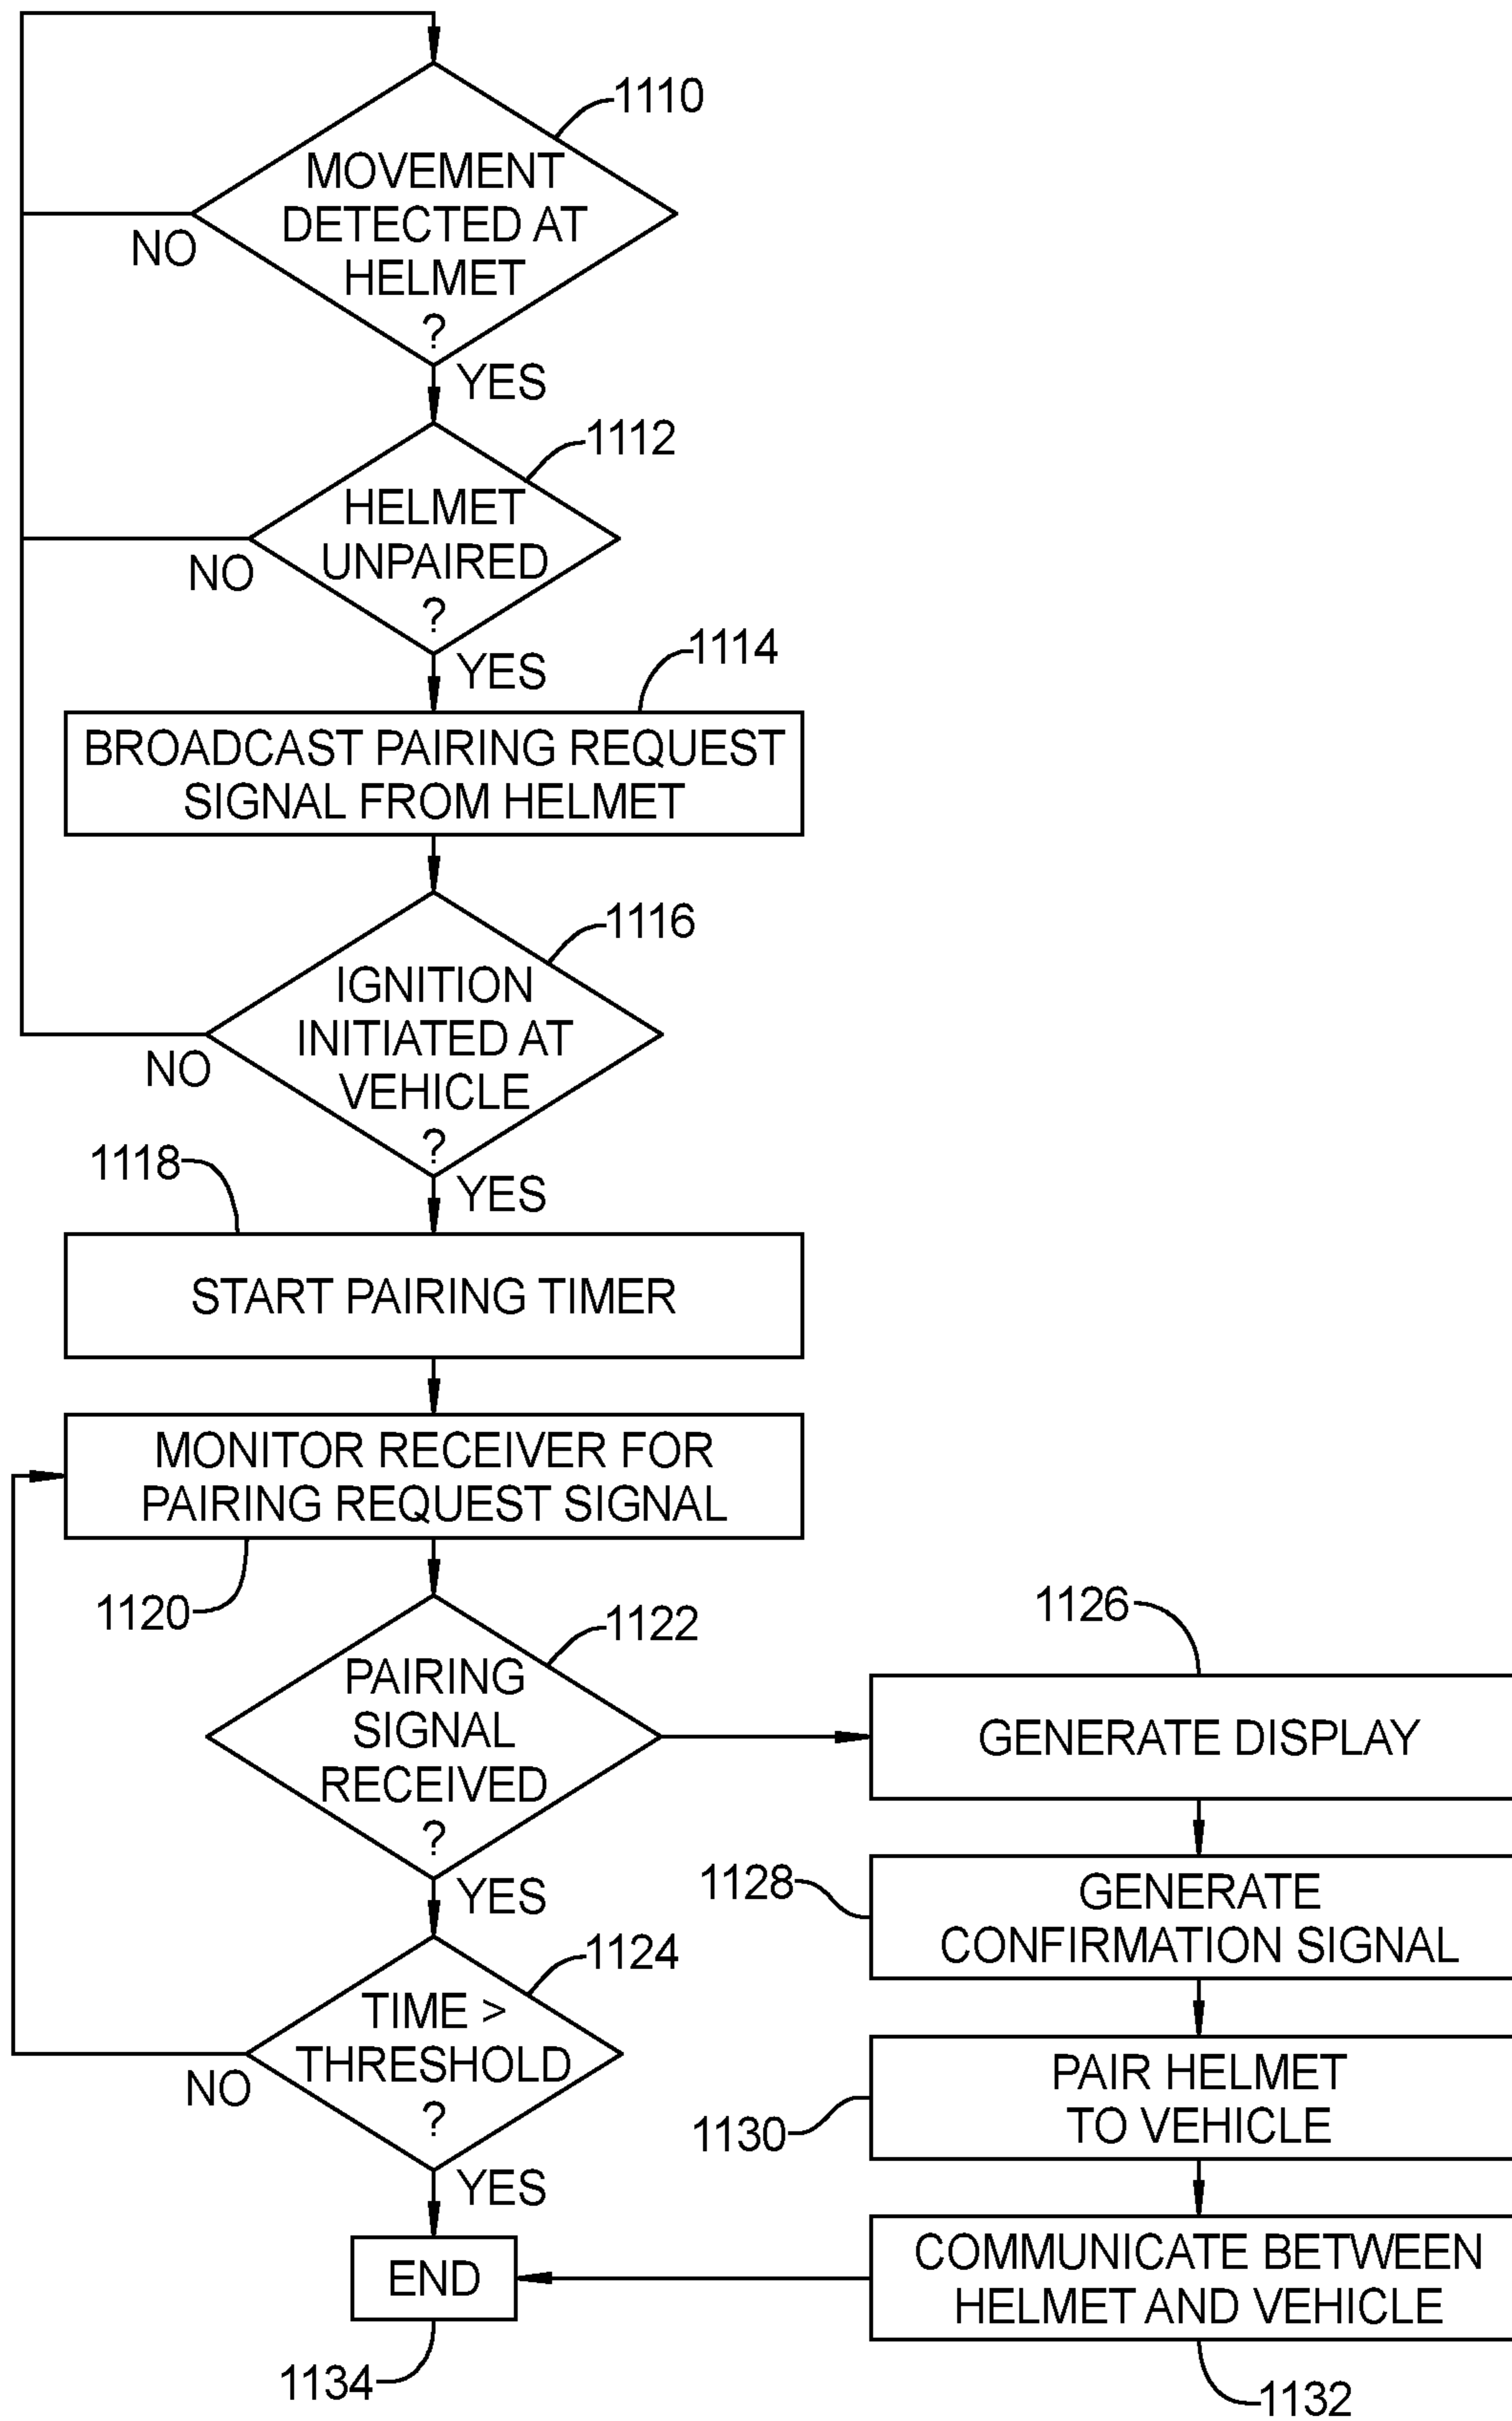 1110
MOVEMENT
DETECTED AT
HELMET
?
NO
YES
1112
HELMET
UNPAIRED
?
NO
YES
1114
BROADCAST PAIRING REQUEST
SIGNAL FROM HELMET
1116
IGNITION
INITIATED AT
VEHICLE
?
NO
YES
1118
START PAIRING TIMER
MONITOR RECEIVER FOR
PAIRING REQUEST SIGNAL
1120
1122
PAIRING
SIGNAL
RECEIVED
?
YES
1124
TIME >
THRESHOLD
?
NO
YES
END
1134
1126
GENERATE DISPLAY
1128
GENERATE
CONFIRMATION SIGNAL
PAIR HELMET
TO VEHICLE
1130
COMMUNICATE BETWEEN
HELMET AND VEHICLE
1132